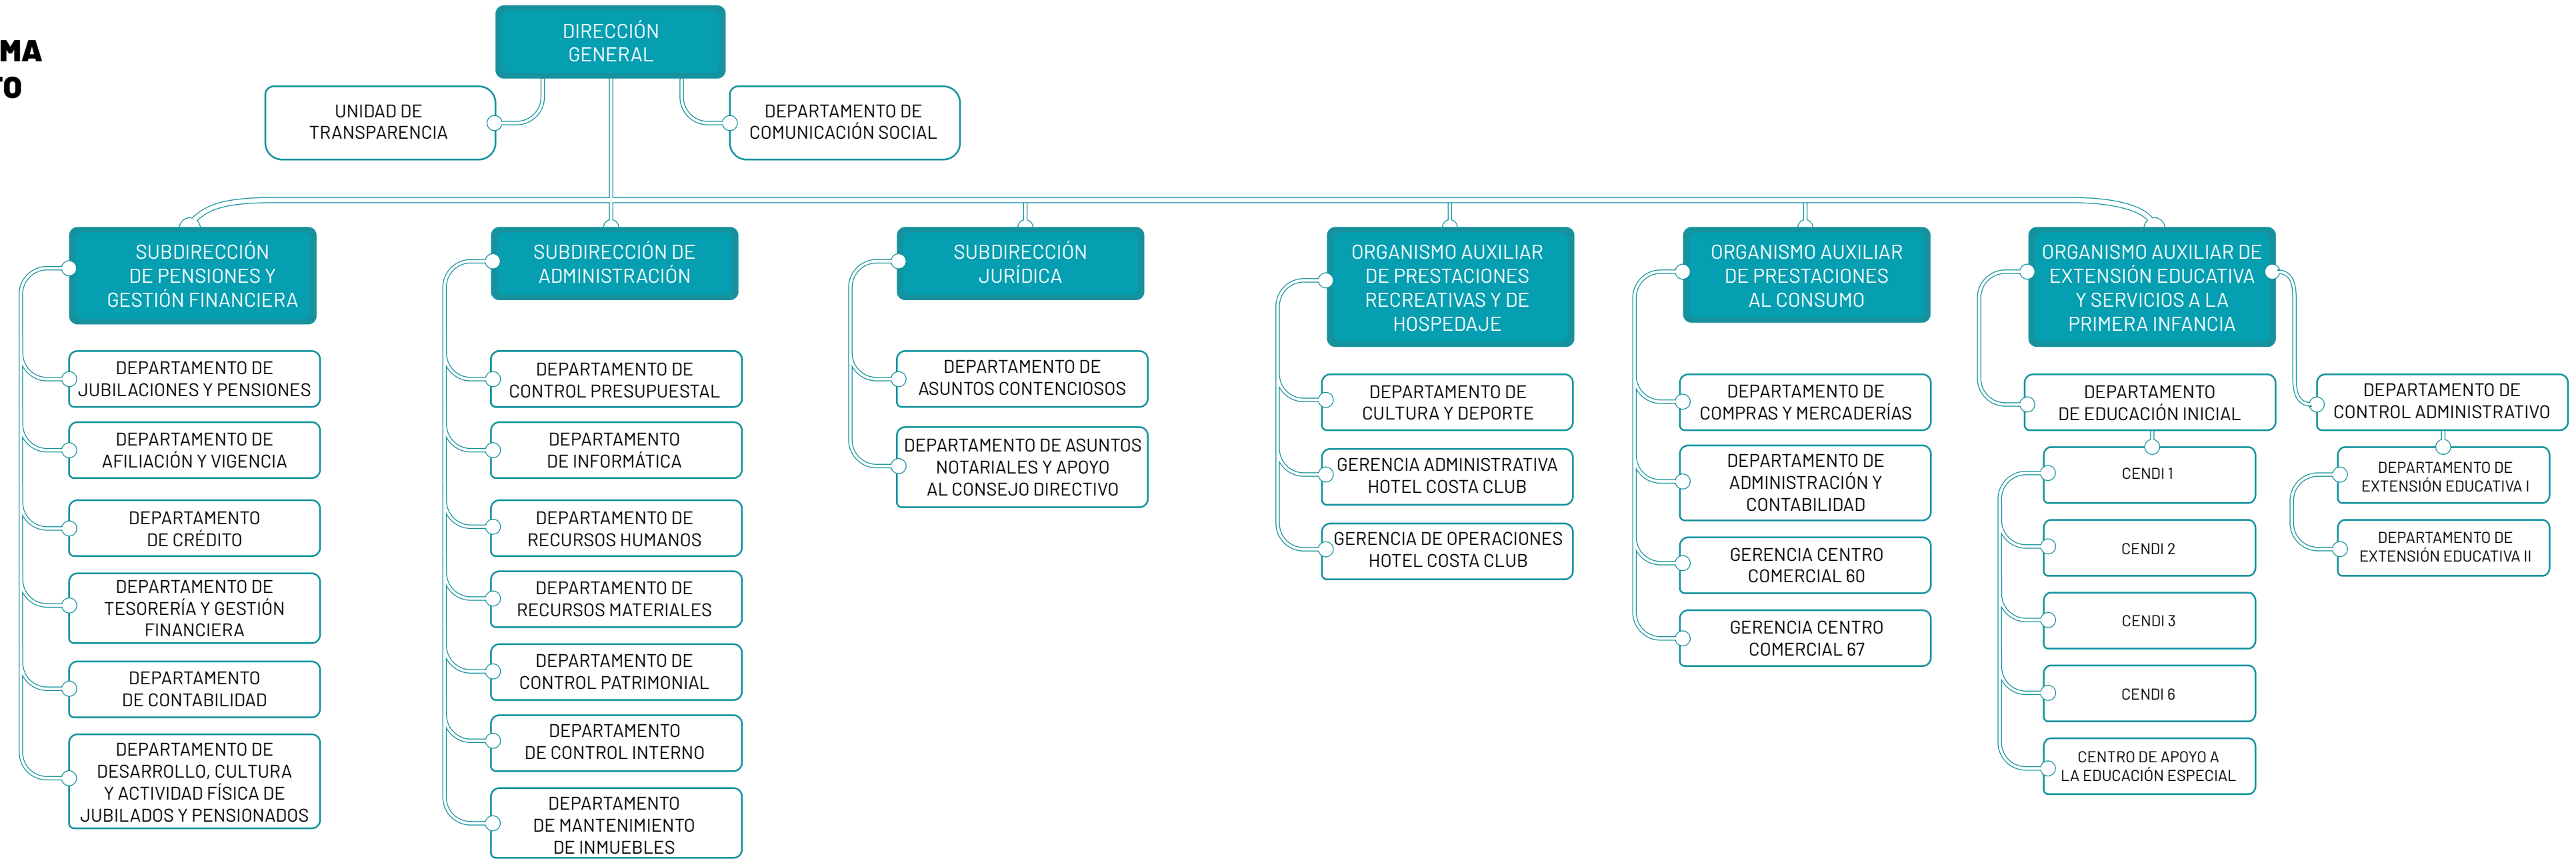 MA
TO
DIRECCIÓN
GENERAL
UNIDAD DE
TRANSPARENCIA
DEPARTAMENTO DE
COMUNICACIÓN SOCIAL
SUBDIRECCIÓN
DE PENSIONES Y
GESTIÓN FINANCIERA
DEPARTAMENTO DE
JUBILACIONES Y PENSIONES
DEPARTAMENTO DE
AFILIACIÓN Y VIGENCIA
DEPARTAMENTO
DE CRÉDITO
DEPARTAMENTO DE
TESORERÍA Y GESTIÓN
FINANCIERA
DEPARTAMENTO
DE CONTABILIDAD
DEPARTAMENTO DE
DESARROLLO, CULTURA
Y ACTIVIDAD FÍSICA DE
JUBILADOS Y PENSIONADOS
SUBDIRECCIÓN DE
ADMINISTRACIÓN
DEPARTAMENTO DE
CONTROL PRESUPUESTAL
DEPARTAMENTO
DE INFORMÁTICA
DEPARTAMENTO DE
RECURSOS HUMANOS
DEPARTAMENTO DE
RECURSOS MATERIALES
DEPARTAMENTO DE
CONTROL PATRIMONIAL
DEPARTAMENTO
DE CONTROL INTERNO
DEPARTAMENTO
DE MANTENIMIENTO
DE INMUEBLES
SUBDIRECCIÓN
JURÍDICA
DEPARTAMENTO DE
ASUNTOS CONTENCIOSOS
DEPARTAMENTO DE ASUNTOS
NOTARIALES Y APOYO
AL CONSEJO DIRECTIVO
ORGANISMO AUXILIAR
DE PRESTACIONES
RECREATIVAS Y DE
HOSPEDAJE
DEPARTAMENTO DE
CULTURA Y DEPORTE
GERENCIA ADMINISTRATIVA
HOTEL COSTA CLUB
GERENCIA DE OPERACIONES
HOTEL COSTA CLUB
ORGANISMO AUXILIAR
DE PRESTACIONES
AL CONSUMO
DEPARTAMENTO DE
COMPRAS Y MERCADERÍAS
DEPARTAMENTO DE
ADMINISTRACIÓN Y
CONTABILIDAD
GERENCIA CENTRO
COMERCIAL 60
GERENCIA CENTRO
COMERCIAL 67
ORGANISMO AUXILIAR DE
EXTENSIÓN EDUCATIVA
Y SERVICIOS A LA
PRIMERA INFANCIA
DEPARTAMENTO
DE EDUCACIÓN INICIAL
CENDI 1
CENDI 2
CENDI 3
CENDI 6
CENTRO DE APOYO A
LA EDUCACIÓN ESPECIAL
DEPARTAMENTO DE
CONTROL ADMINISTRATIVO
DEPARTAMENTO DE
EXTENSIÓN EDUCATIVA I
DEPARTAMENTO DE
EXTENSIÓN EDUCATIVA II